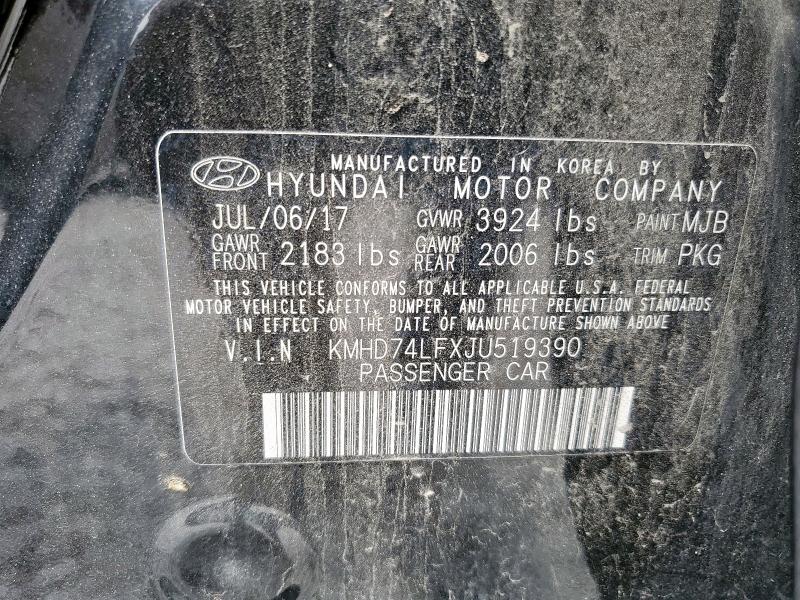 MANUFACTURED IN KOREA BY
HYUNDAI MOTOR COMPANY
JUL/06/17 GVWR 3924 lbs PAINT MJB
GAWR FRONT 2183 lbs GAWR REAR 2006 lbs TRIM PKG
THIS VEHICLE CONFORMS TO ALL APPLICABLE U.S.A. FEDERAL
MOTOR VEHICLE SAFETY, BUMPER, AND THEFT PREVENTION STANDARDS
IN EFFECT ON THE DATE OF MANUFACTURE SHOWN ABOVE
V.I.N KMHD74LFXJU519390
PASSENGER CAR